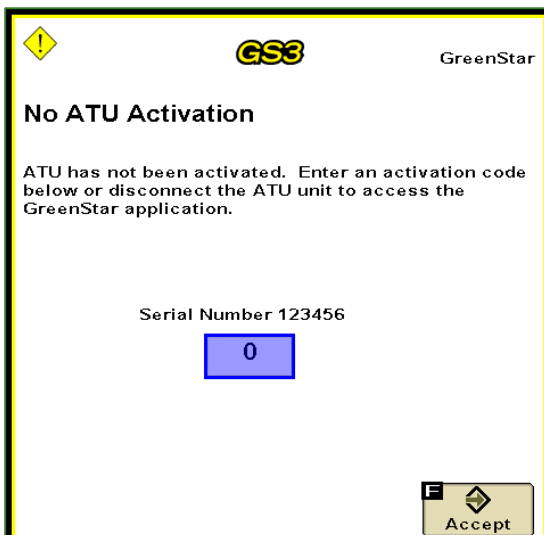 !
GS3
GreenStar
No ATU Activation
ATU has not been activated. Enter an activation code
below or disconnect the ATU unit to access the
GreenStar application.
Serial Number 123456
0
F
Accept